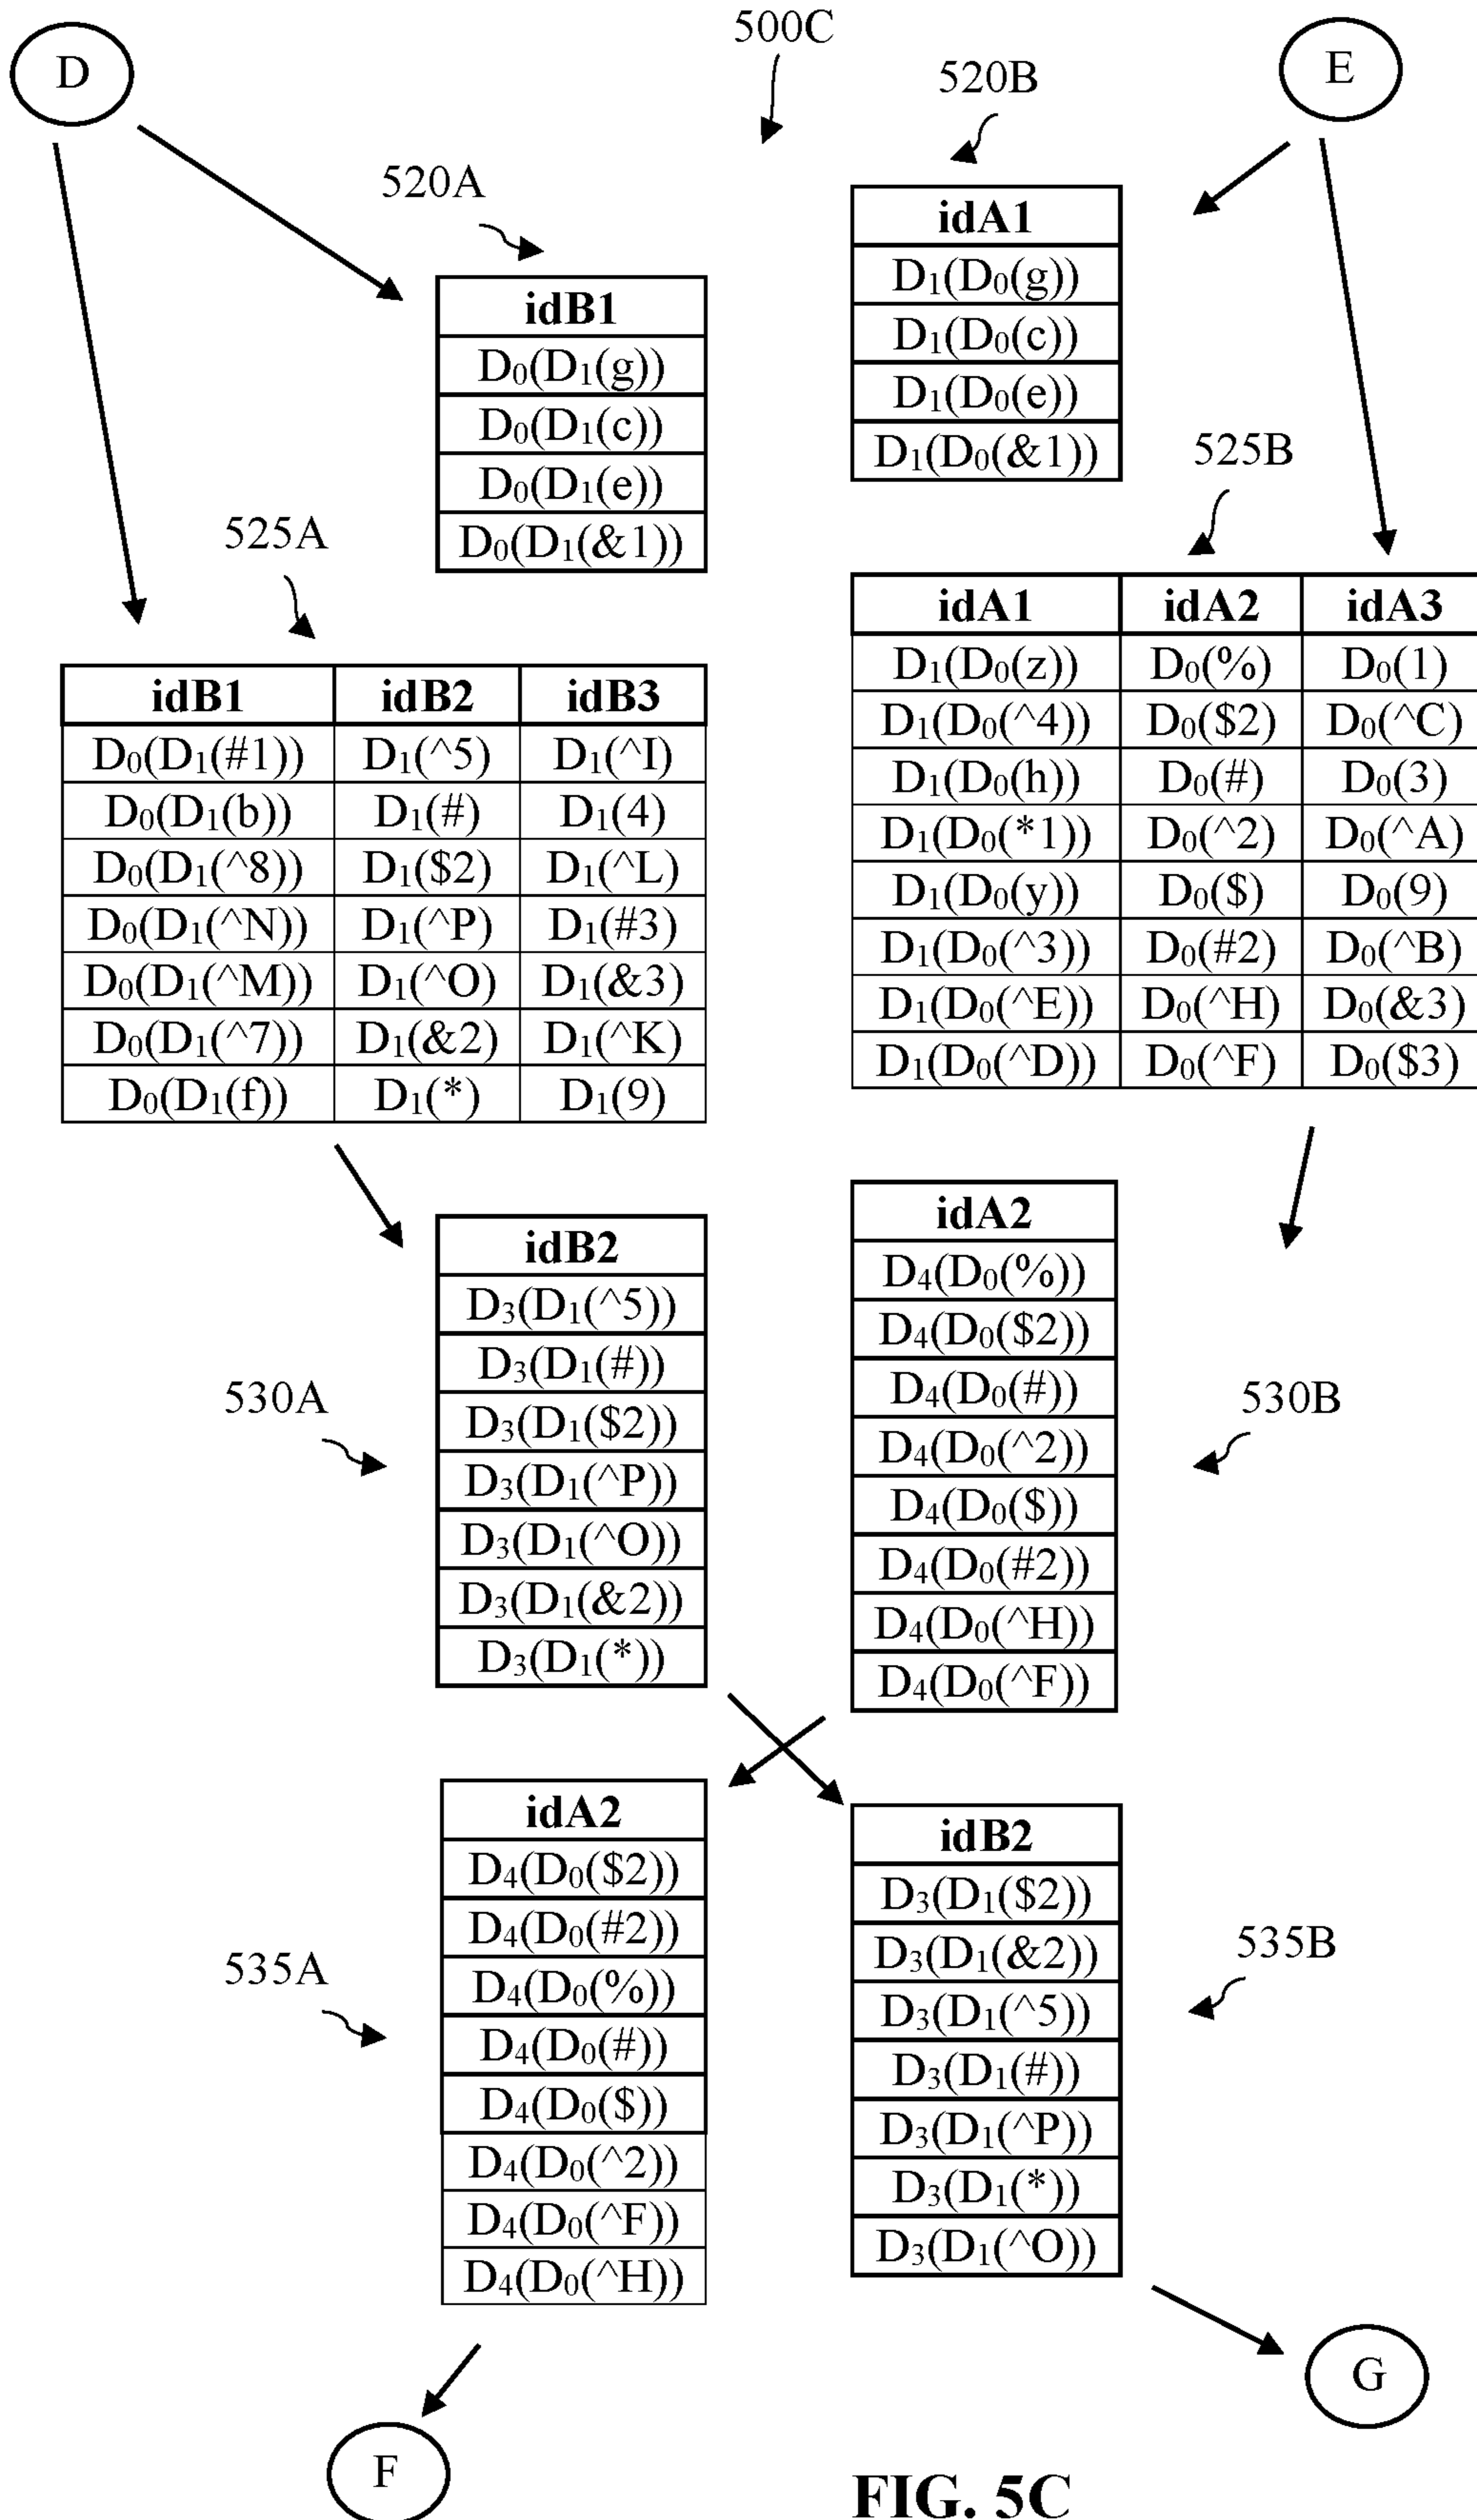 D
500C
E
520B
520A
idA1
D₁(D₀(g))
D₁(D₀(c))
D₁(D₀(e))
D₁(D₀(&1))
idB1
D₀(D₁(g))
D₀(D₁(c))
D₀(D₁(e))
D₀(D₁(&1))
525B
525A
idA1 idA2 idA3
D₁(D₀(z)) D₀(%) D₀(1)
D₁(D₀(^4)) D₀($2) D₀(^C)
D₁(D₀(h)) D₀(#) D₀(3)
D₁(D₀(*1)) D₀(^2) D₀(^A)
D₁(D₀(y)) D₀($) D₀(9)
D₁(D₀(^3)) D₀(#2) D₀(^B)
D₁(D₀(^E)) D₀(^H) D₀(&3)
D₁(D₀(^D)) D₀(^F) D₀($3)
idB1 idB2 idB3
D₀(D₁(#1)) D₁(^5) D₁(^I)
D₀(D₁(b)) D₁(#) D₁(4)
D₀(D₁(^8)) D₁($2) D₁(^L)
D₀(D₁(^N)) D₁(^P) D₁(#3)
D₀(D₁(^M)) D₁(^O) D₁(&3)
D₀(D₁(^7)) D₁(&2) D₁(^K)
D₀(D₁(f)) D₁(*) D₁(9)
530A
idB2
D₃(D₁(^5))
D₃(D₁(#))
D₃(D₁($2))
D₃(D₁(^P))
D₃(D₁(^O))
D₃(D₁(&2))
D₃(D₁(*))
idA2
D₄(D₀(%))
D₄(D₀($2))
D₄(D₀(#))
D₄(D₀(^2))
D₄(D₀($))
D₄(D₀(#2))
D₄(D₀(^H))
D₄(D₀(^F))
530B
535A
idA2
D₄(D₀($2))
D₄(D₀(#2))
D₄(D₀(%))
D₄(D₀(#))
D₄(D₀($))
D₄(D₀(^2))
D₄(D₀(^F))
D₄(D₀(^H))
idB2
D₃(D₁($2))
D₃(D₁(&2))
D₃(D₁(^5))
D₃(D₁(#))
D₃(D₁(^P))
D₃(D₁(*))
D₃(D₁(^O))
535B
G
F
FIG. 5C